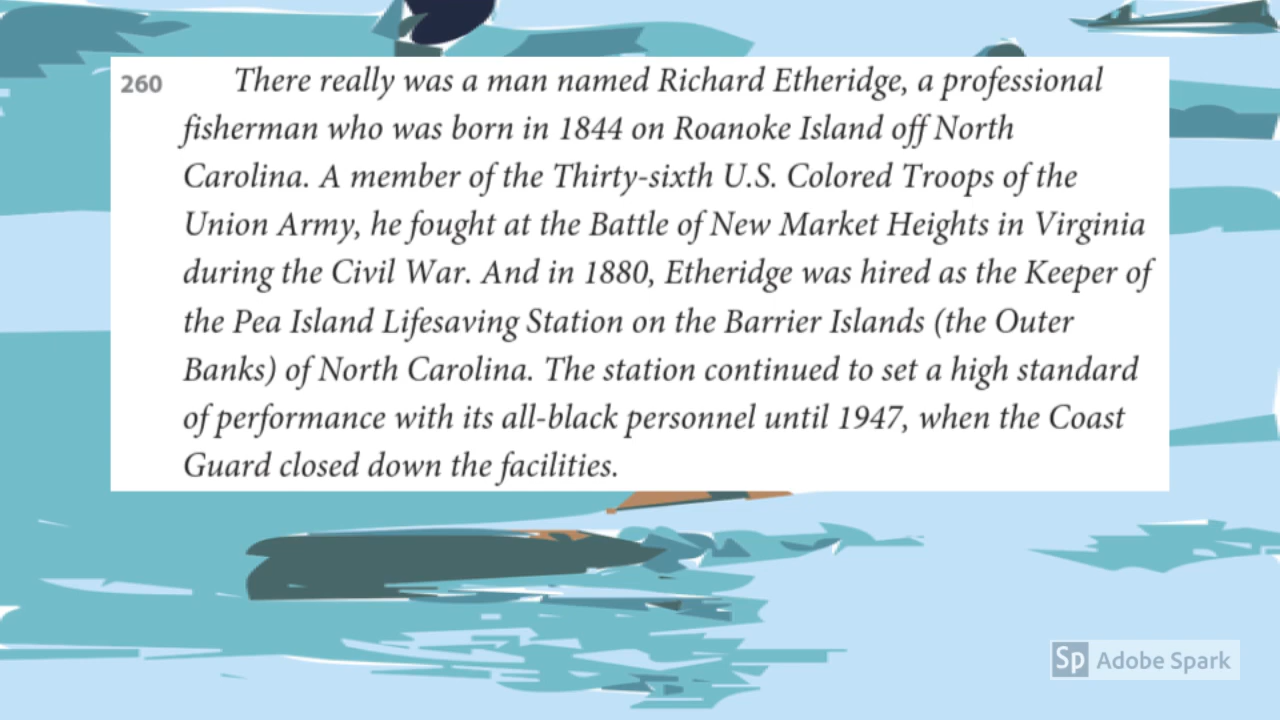 260 There really was a man named Richard Etheridge, a professional
fisherman who was born in 1844 on Roanoke Island off North
Carolina. A member of the Thirty-sixth U.S. Colored Troops of the
Union Army, he fought at the Battle of New Market Heights in Virginia
during the Civil War. And in 1880, Etheridge was hired as the Keeper of
the Pea Island Lifesaving Station on the Barrier Islands (the Outer
Banks) of North Carolina. The station continued to set a high standard
of performance with its all-black personnel until 1947, when the Coast
Guard closed down the facilities.
Sp Adobe Spark